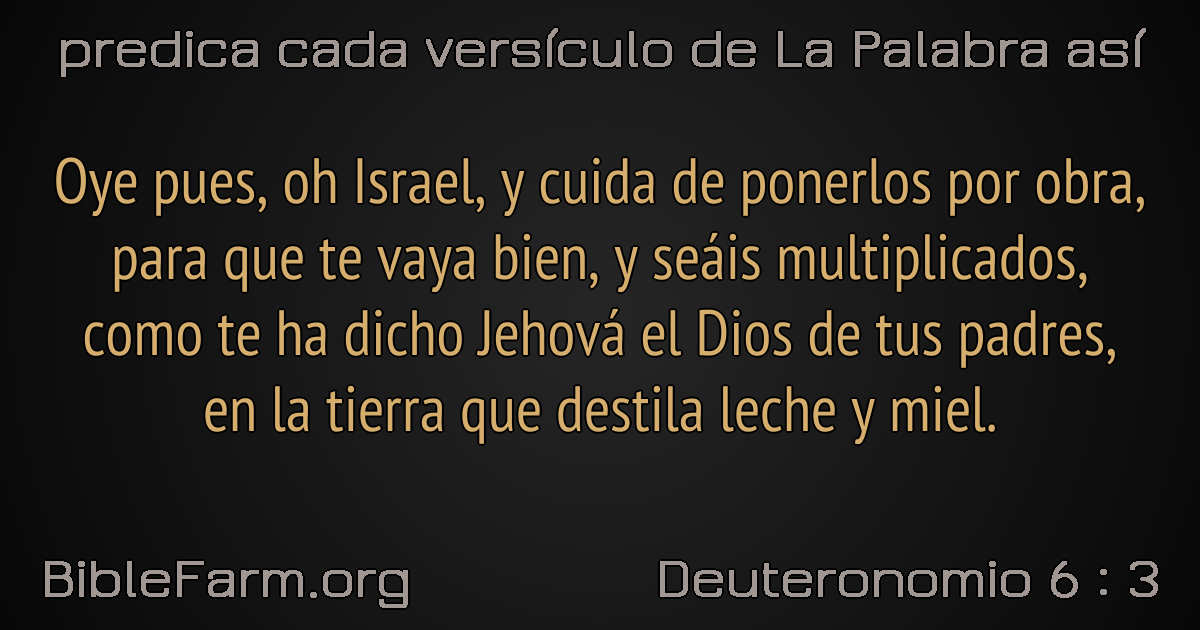 predica cada versículo de La Palabra así
Oye pues, oh Israel, y cuida de ponerlos por obra,
para que te vaya bien, y seáis multiplicados,
como te ha dicho Jehová el Dios de tus padres,
en la tierra que destila leche y miel.
BibleFarm.org
Deuteronomio 6 : 3